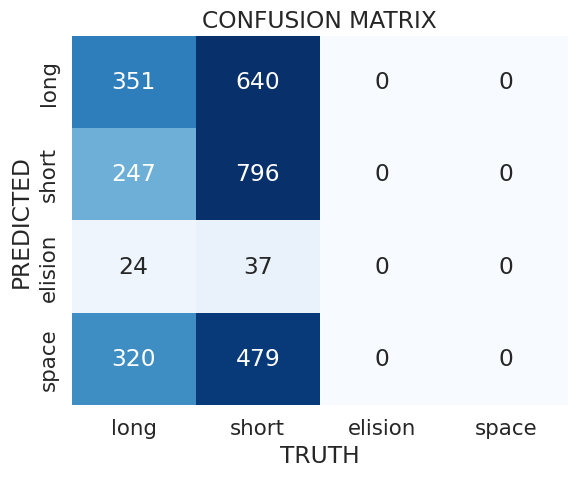 CONFUSION MATRIX
PREDICTED
long 351 640 0 0
short 247 796 0 0
elision 24 37 0 0
space 320 479 0 0
long short elision space
TRUTH